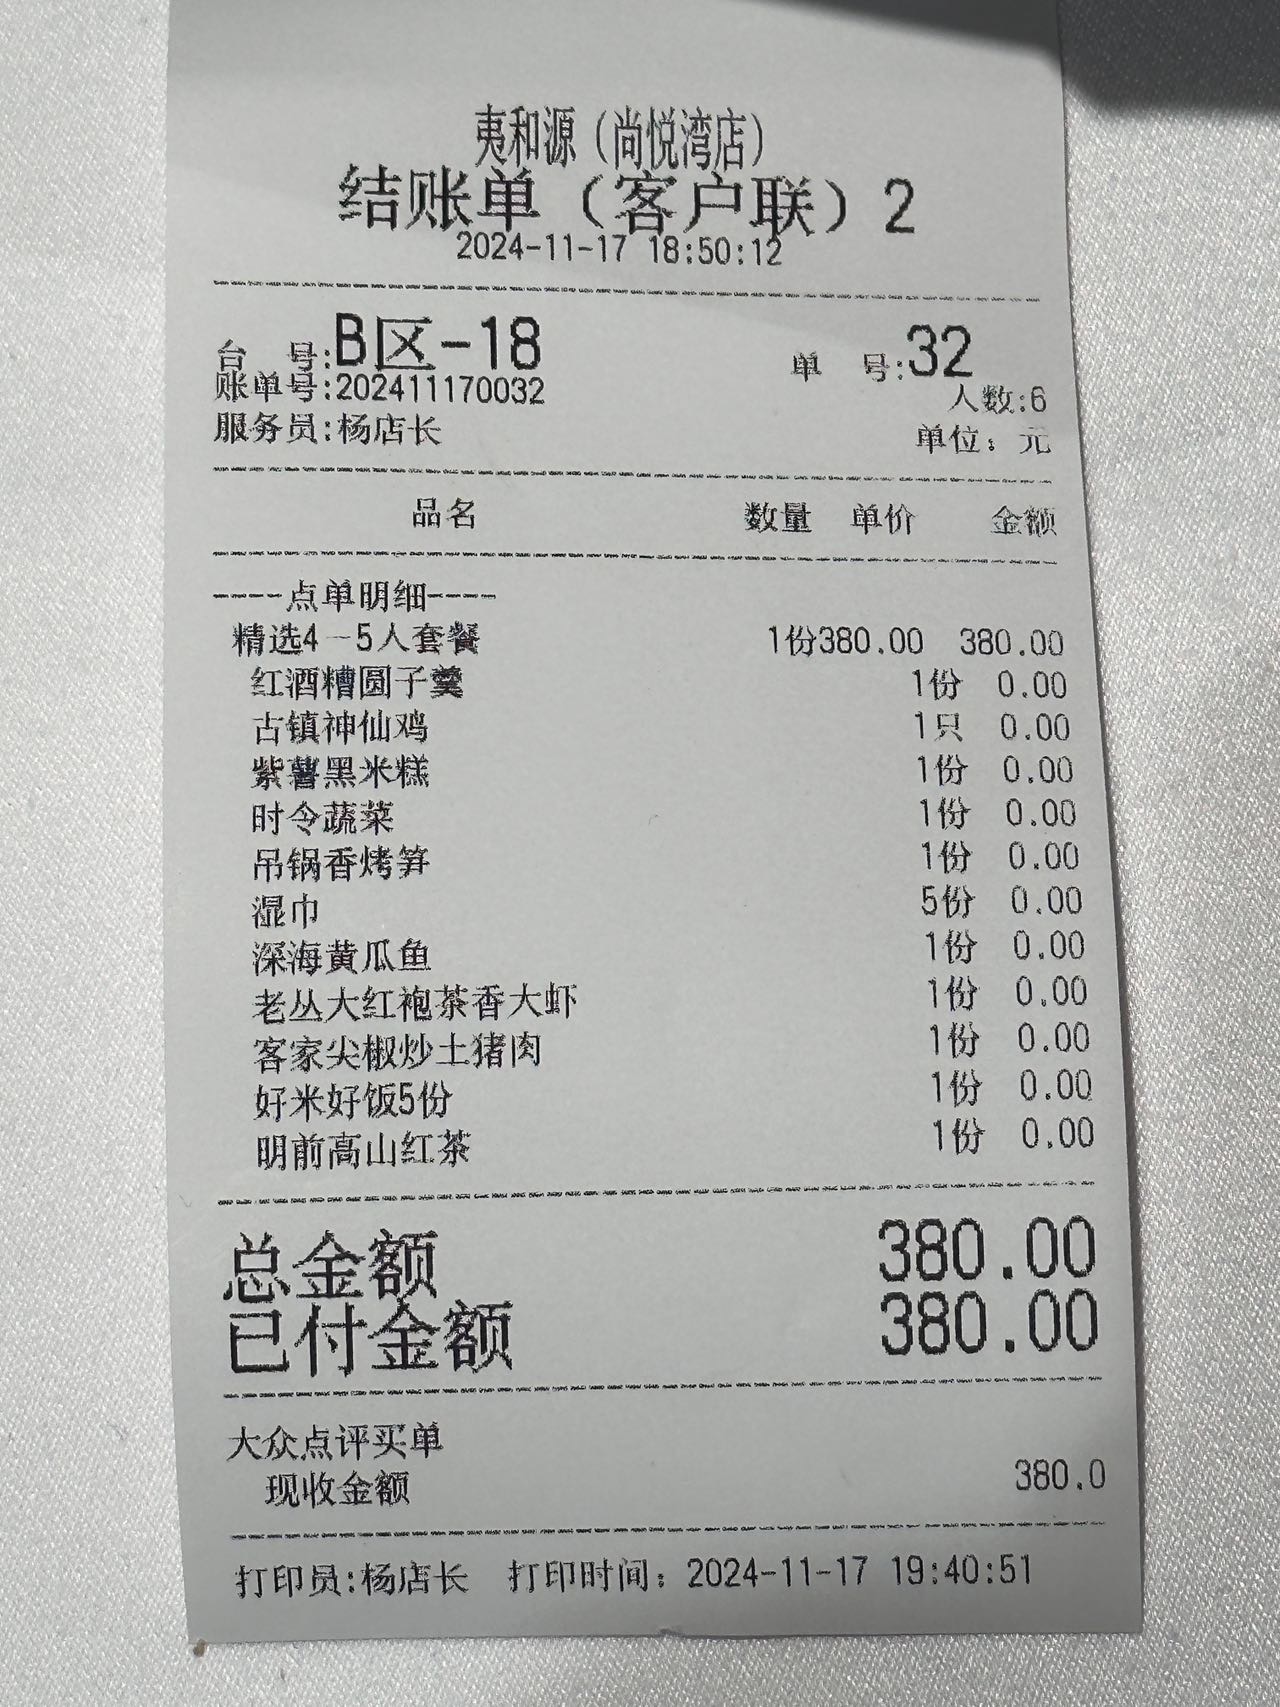 夷和源（尚悦湾店）
结账单（客户联）2
2024-11-17 18:50:12
台 号:B区-18 单 号:32
账单号:202411170032 人数:6
服务员:杨店长 单位：元
品名 数量 单价 金额
----点单明细----
精选4－5人套餐 1份380.00 380.00
红酒糟圆子羹 1份 0.00
古镇神仙鸡 1只 0.00
紫薯黑米糕 1份 0.00
时令蔬菜 1份 0.00
吊锅香烤笋 1份 0.00
湿巾 5份 0.00
深海黄瓜鱼 1份 0.00
老丛大红袍茶香大虾 1份 0.00
客家尖椒炒土猪肉 1份 0.00
好米好饭5份 1份 0.00
明前高山红茶 1份 0.00
总金额 380.00
已付金额 380.00
大众点评买单
现收金额 380.0
打印员:杨店长 打印时间：2024-11-17 19:40:51